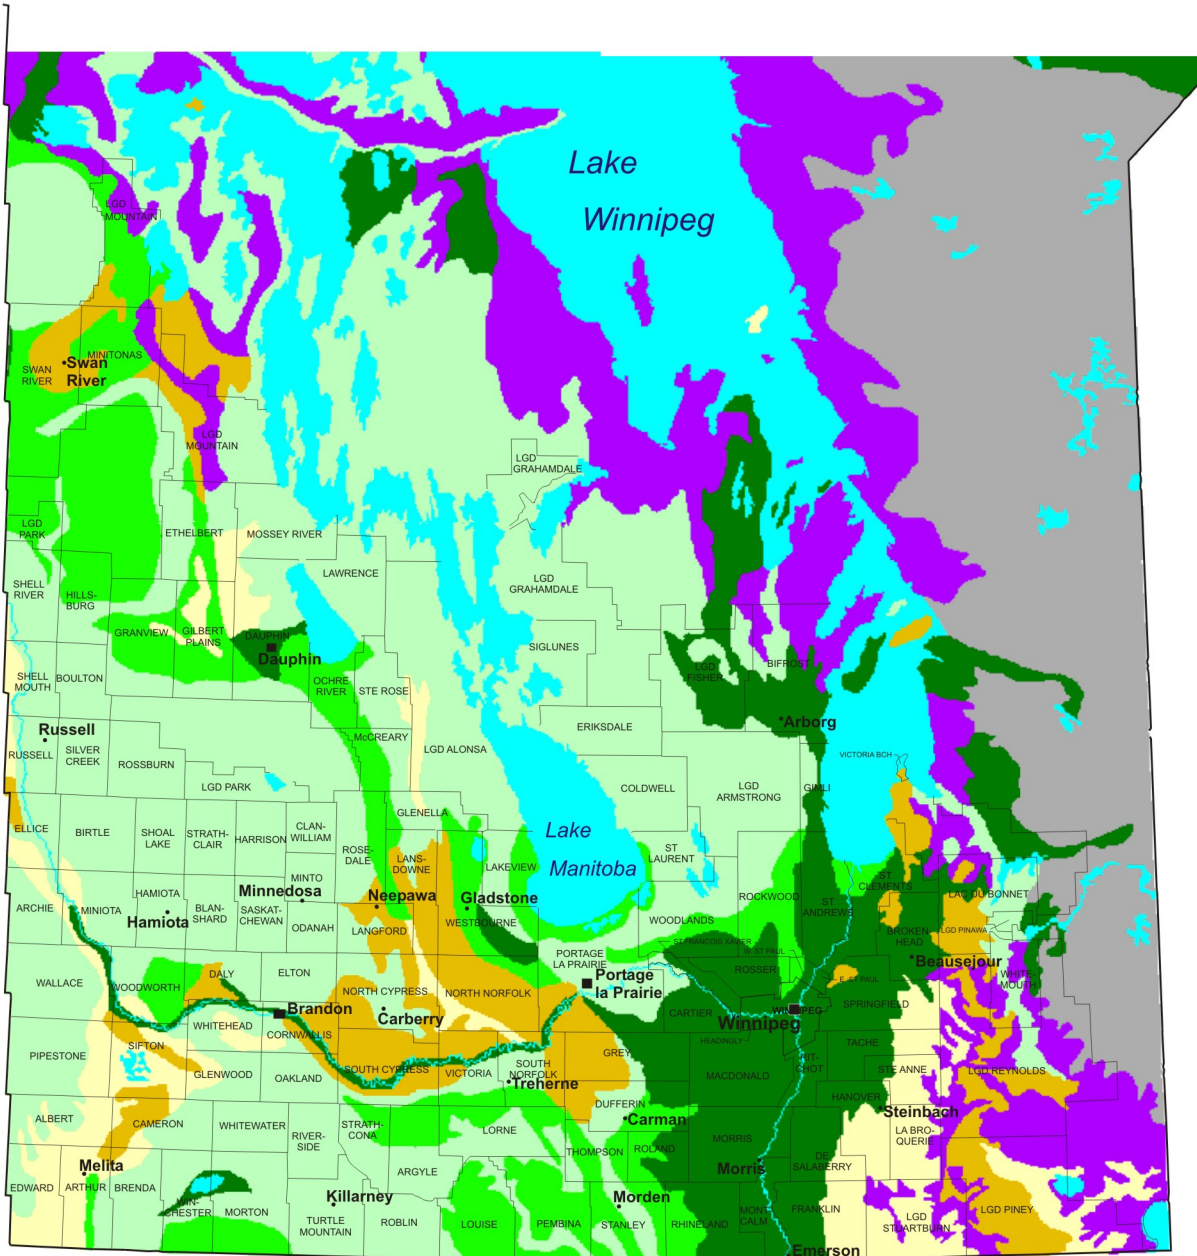 Lake
Winnipeg
LGD
MOUNTAIN
MINITONAS
Swan
River
SWAN
RIVER
LGD
MOUNTAIN
LGD
GRAHAMDALE
LGD
PARK
ETHELBERT
MOSSEY RIVER
LAWRENCE
LGD
GRAHAMDALE
SHELL
RIVER
HILLS-
BURG
GRANVIEW
GILBERT
PLAINS
DAUPHIN
Dauphin
SIGLUNES
LGD
FISHER
BIFROST
SHELL
MOUTH
BOULTON
OCHRE
RIVER
STE ROSE
Arborg
ERIKSDALE
Russell
RUSSELL
SILVER
CREEK
ROSSBURN
McCREARY
LGD ALONSA
VICTORIA BCH
LGD PARK
COLDWELL
LGD
ARMSTRONG
GIMLI
GLENELLA
ELLICE
BIRTLE
SHOAL
LAKE
STRATH-
CLAIR
HARRISON
CLAN-
WILLIAM
ROSE-
DALE
LANS-
DOWNE
LAKEVIEW
Lake
Manitoba
ST
LAURENT
MINTO
Minnedosa
Neepawa
Gladstone
ROCKWOOD
ST
ANDREWS
ST
CLEMENTS
LAC DU BONNET
ARCHIE
MINIOTA
HAMIOTA
Hamiota
BLAN-
SHARD
SASKAT-
CHEWAN
ODANAH
LANGFORD
WESTBOURNE
WOODLANDS
BROKEN-
HEAD
LGD PINAWA
ST FRANCOIS XAVIER
W. ST PAUL
PORTAGE
LA PRAIRIE
Beausejour
WALLACE
WOODWORTH
DALY
ELTON
NORTH CYPRESS
NORTH NORFOLK
Portage
la Prairie
ROSSER
E. ST PAUL
WHITE-
MOUTH
SPRINGFIELD
Brandon
Carberry
CARTIER
WINNIPEG
Winnipeg
WHITEHEAD
CORNWALLIS
HEADINGLY
PIPESTONE
SIFTON
GLENWOOD
OAKLAND
SOUTH CYPRESS
VICTORIA
SOUTH
NORFOLK
Treherne
GREY
MACDONALD
RIT-
CHOT
TACHE
STE ANNE
LGD REYNOLDS
HANOVER
Steinbach
DUFFERIN
Carman
ALBERT
CAMERON
WHITEWATER
RIVER-
SIDE
STRATH-
CONA
LORNE
LA BRO-
QUERIE
THOMPSON
ROLAND
MORRIS
Morris
DE
SALABERRY
Melita
EDWARD
ARTHUR
BRENDA
WIN-
CHESTER
MORTON
Killarney
TURTLE
MOUNTAIN
ARGYLE
ROBLIN
LOUISE
PEMBINA
Morden
STANLEY
RHINELAND
MONT
CALM
FRANKLIN
LGD
STUARTBURN
LGD PINEY
Emerson